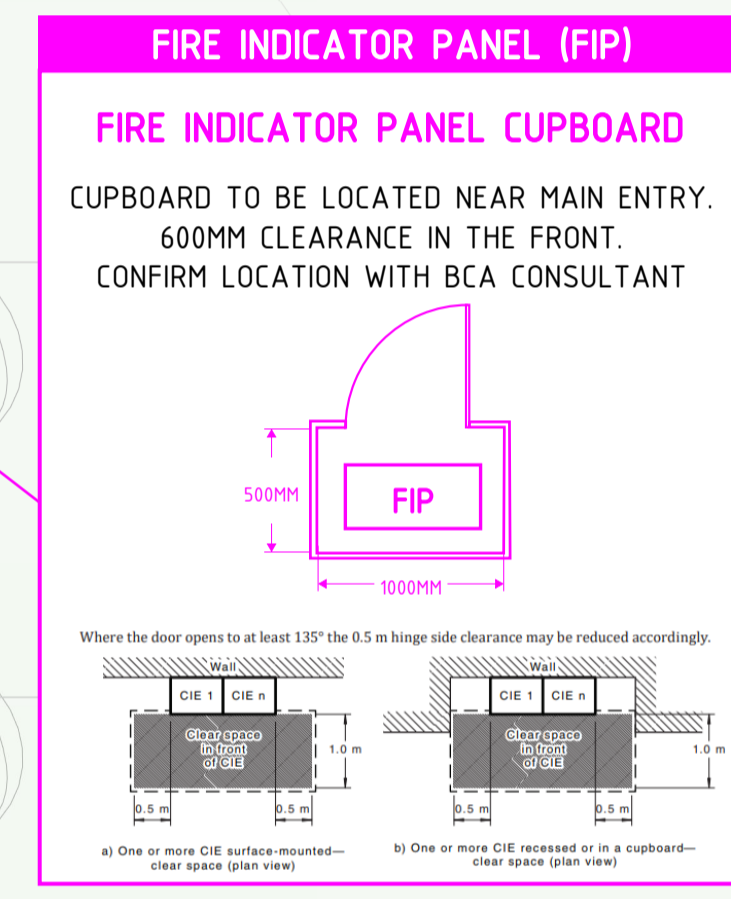 FIRE INDICATOR PANEL (FIP)
FIRE INDICATOR PANEL CUPBOARD
CUPBOARD TO BE LOCATED NEAR MAIN ENTRY.
600MM CLEARANCE IN THE FRONT.
CONFIRM LOCATION WITH BCA CONSULTANT
500MM
FIP
1000MM
Where the door opens to at least 135° the 0.5 m hinge side clearance may be reduced accordingly.
Wall
CIE 1
CIE n
Clear space
in front
of CIE
1.0 m
0.5 m
0.5 m
a) One or more CIE surface-mounted—
clear space (plan view)
Wall
CIE 1
CIE n
Clear space
in front
of CIE
1.0 m
0.5 m
0.5 m
b) One or more CIE recessed or in a cupboard—
clear space (plan view)